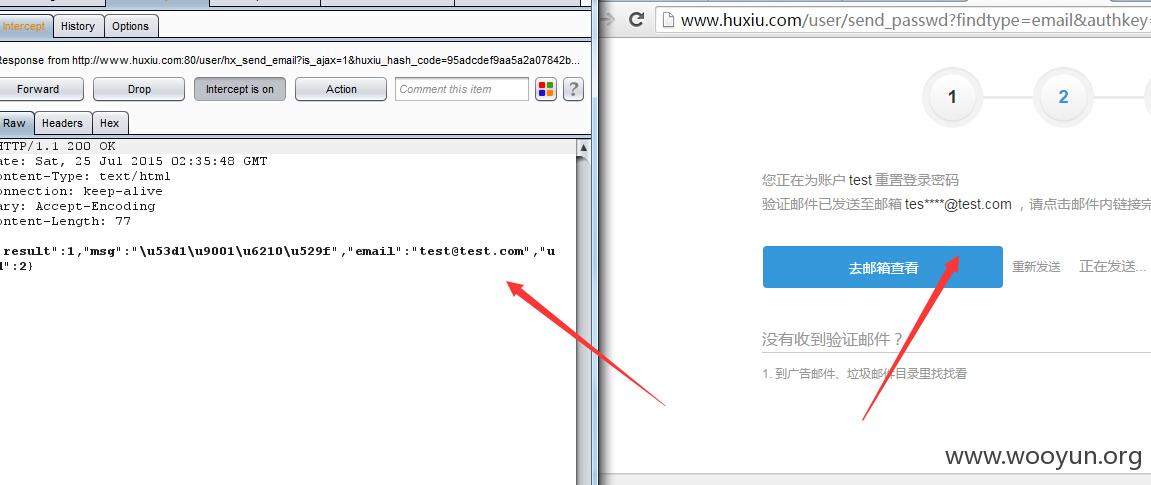 Intercept History Options
Response from http://www.huxiu.com:80/user/hx_send_email?is_ajax=1&huxiu_hash_code=95adcdef9aa5a2a07842b...
Forward Drop Intercept is on Action Comment this item ?
Raw Headers Hex
HTTP/1.1 200 OK
ate: Sat, 25 Jul 2015 02:35:48 GMT
ontent-Type: text/html
onnection: keep-alive
ary: Accept-Encoding
ontent-Length: 77
result":1,"msg":"\u53d1\u9001\u6210\u529f","email":"test@test.com","u
d":2}
www.huxiu.com/user/send_passwd?findtype=email&authkey=
1 2
您正在为账户 test 重置登录密码
验证邮件已发送至邮箱 tes****@test.com ，请点击邮件内链接完
去邮箱查看 重新发送 正在发送...
没有收到验证邮件？
1. 到广告邮件、垃圾邮件目录里找找看
www.wooyun.org